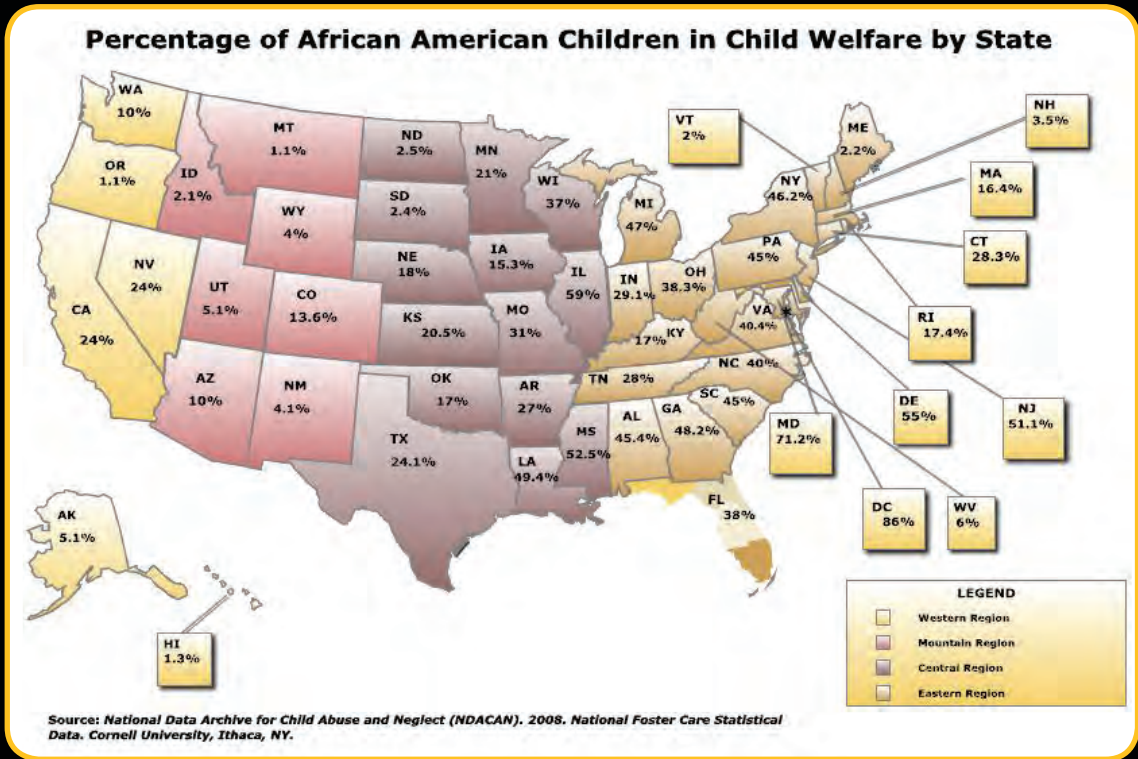 Percentage of African American Children in Child Welfare by State
WA
10%
OR
1.1%
ID
2.1%
MT
1.1%
WY
4%
NV
24%
CA
24%
UT
5.1%
CO
13.6%
AZ
10%
NM
4.1%
ND
2.5%
SD
2.4%
NE
18%
KS
20.5%
OK
17%
TX
24.1%
MN
21%
IA
15.3%
MO
31%
AR
27%
LA
49.4%
WI
37%
IL
59%
MS
52.5%
MI
47%
IN
29.1%
OH
38.3%
KY
17%
TN 28%
AL
45.4%
GA
48.2%
FL
38%
SC 45%
NC 40%
VA
40.4%
*
PA
45%
NY
46.2%
VT
2%
ME
2.2%
NH
3.5%
MA
16.4%
CT
28.3%
RI
17.4%
NJ
51.1%
DE
55%
MD
71.2%
DC
86%
WV
6%
AK
5.1%
HI
1.3%
LEGEND
Western Region
Mountain Region
Central Region
Eastern Region
Source: National Data Archive for Child Abuse and Neglect (NDACAN). 2008. National Foster Care Statistical
Data. Cornell University, Ithaca, NY.